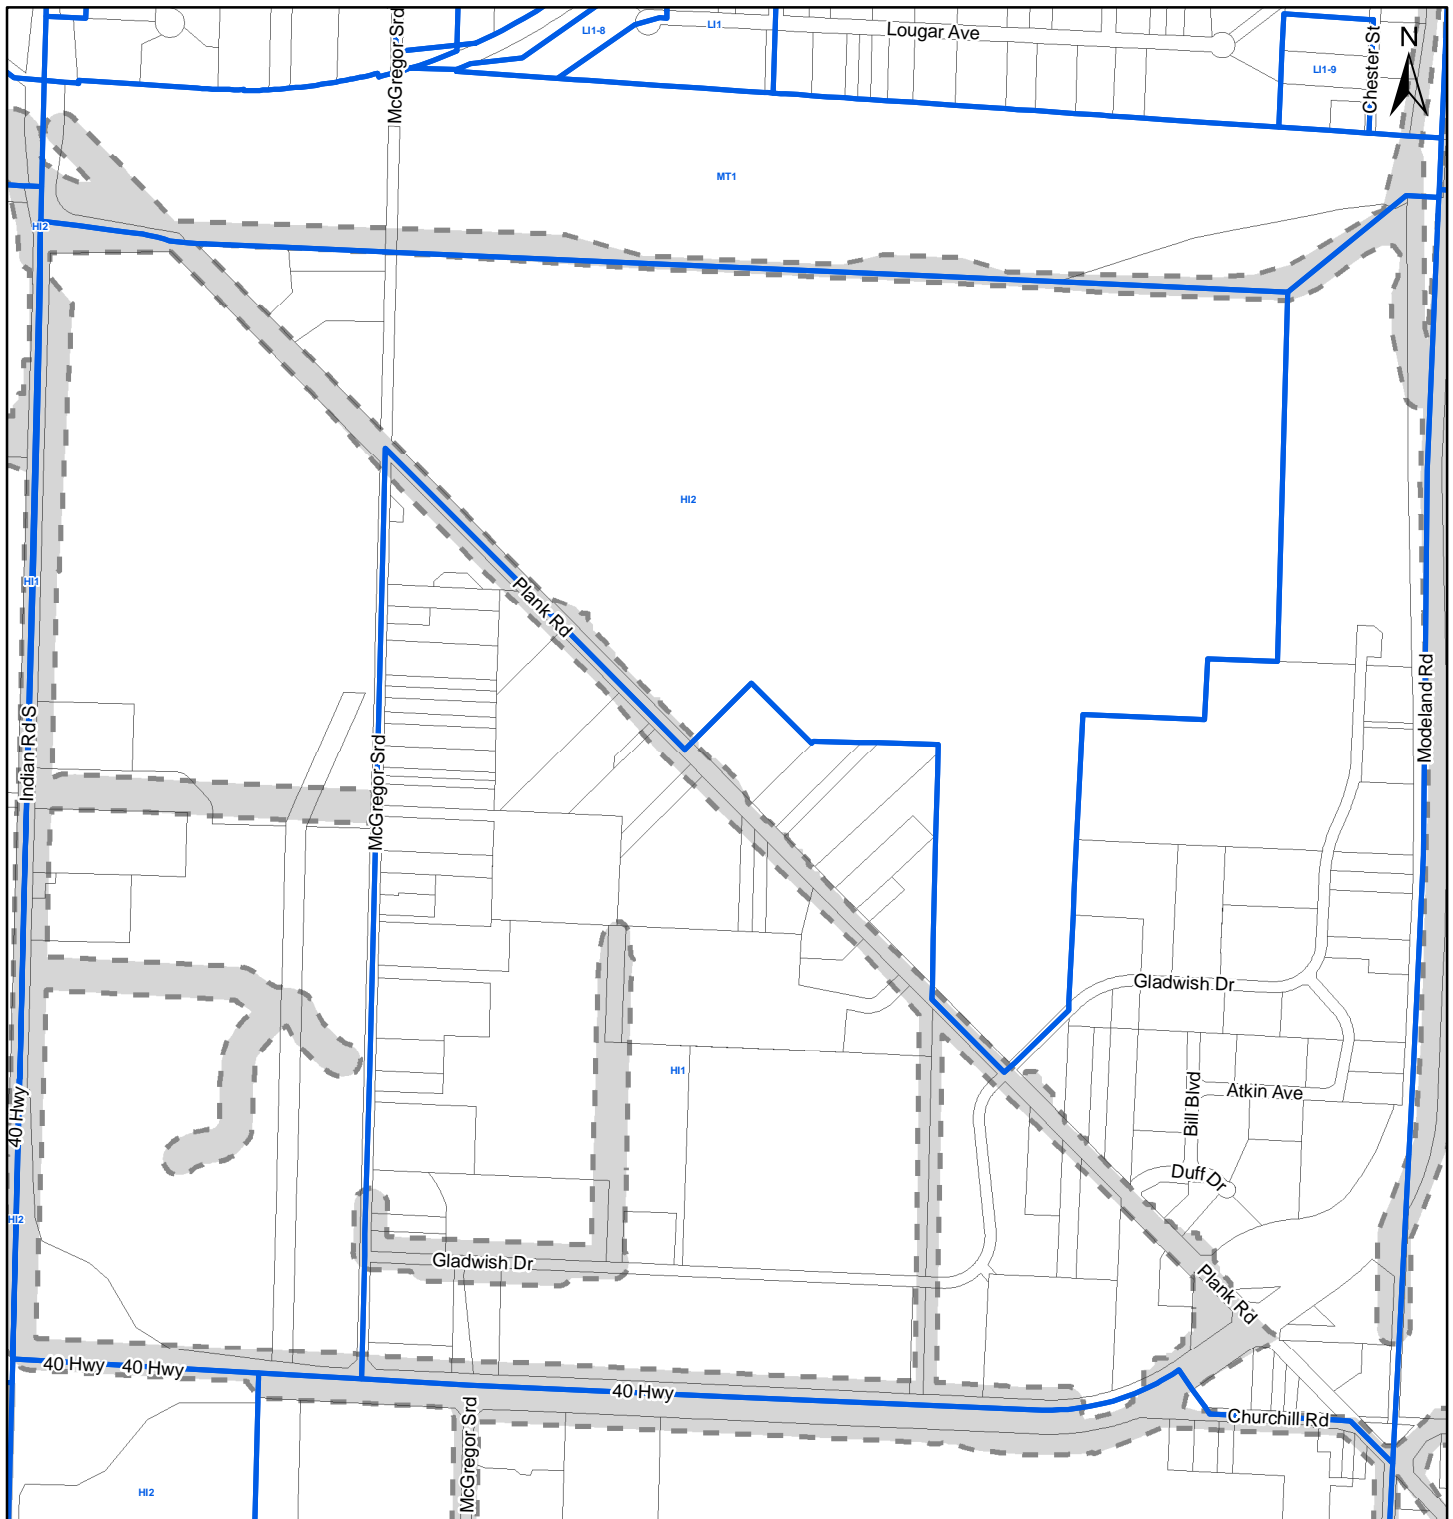 McGregor Srd
LI1-8
LI1
Lougar Ave
Chester St
N
LI1-9
MT1
HI2
HI2
HI1
Plank Rd
Indian Rd S
McGregor Srd
Modeland Rd
Gladwish Dr
HI1
40 Hwy
Bill Blvd
Atkin Ave
Duff Dr
HI2
Gladwish Dr
Plank Rd
40 Hwy
40 Hwy
40 Hwy
Churchill Rd
McGregor Srd
HI2